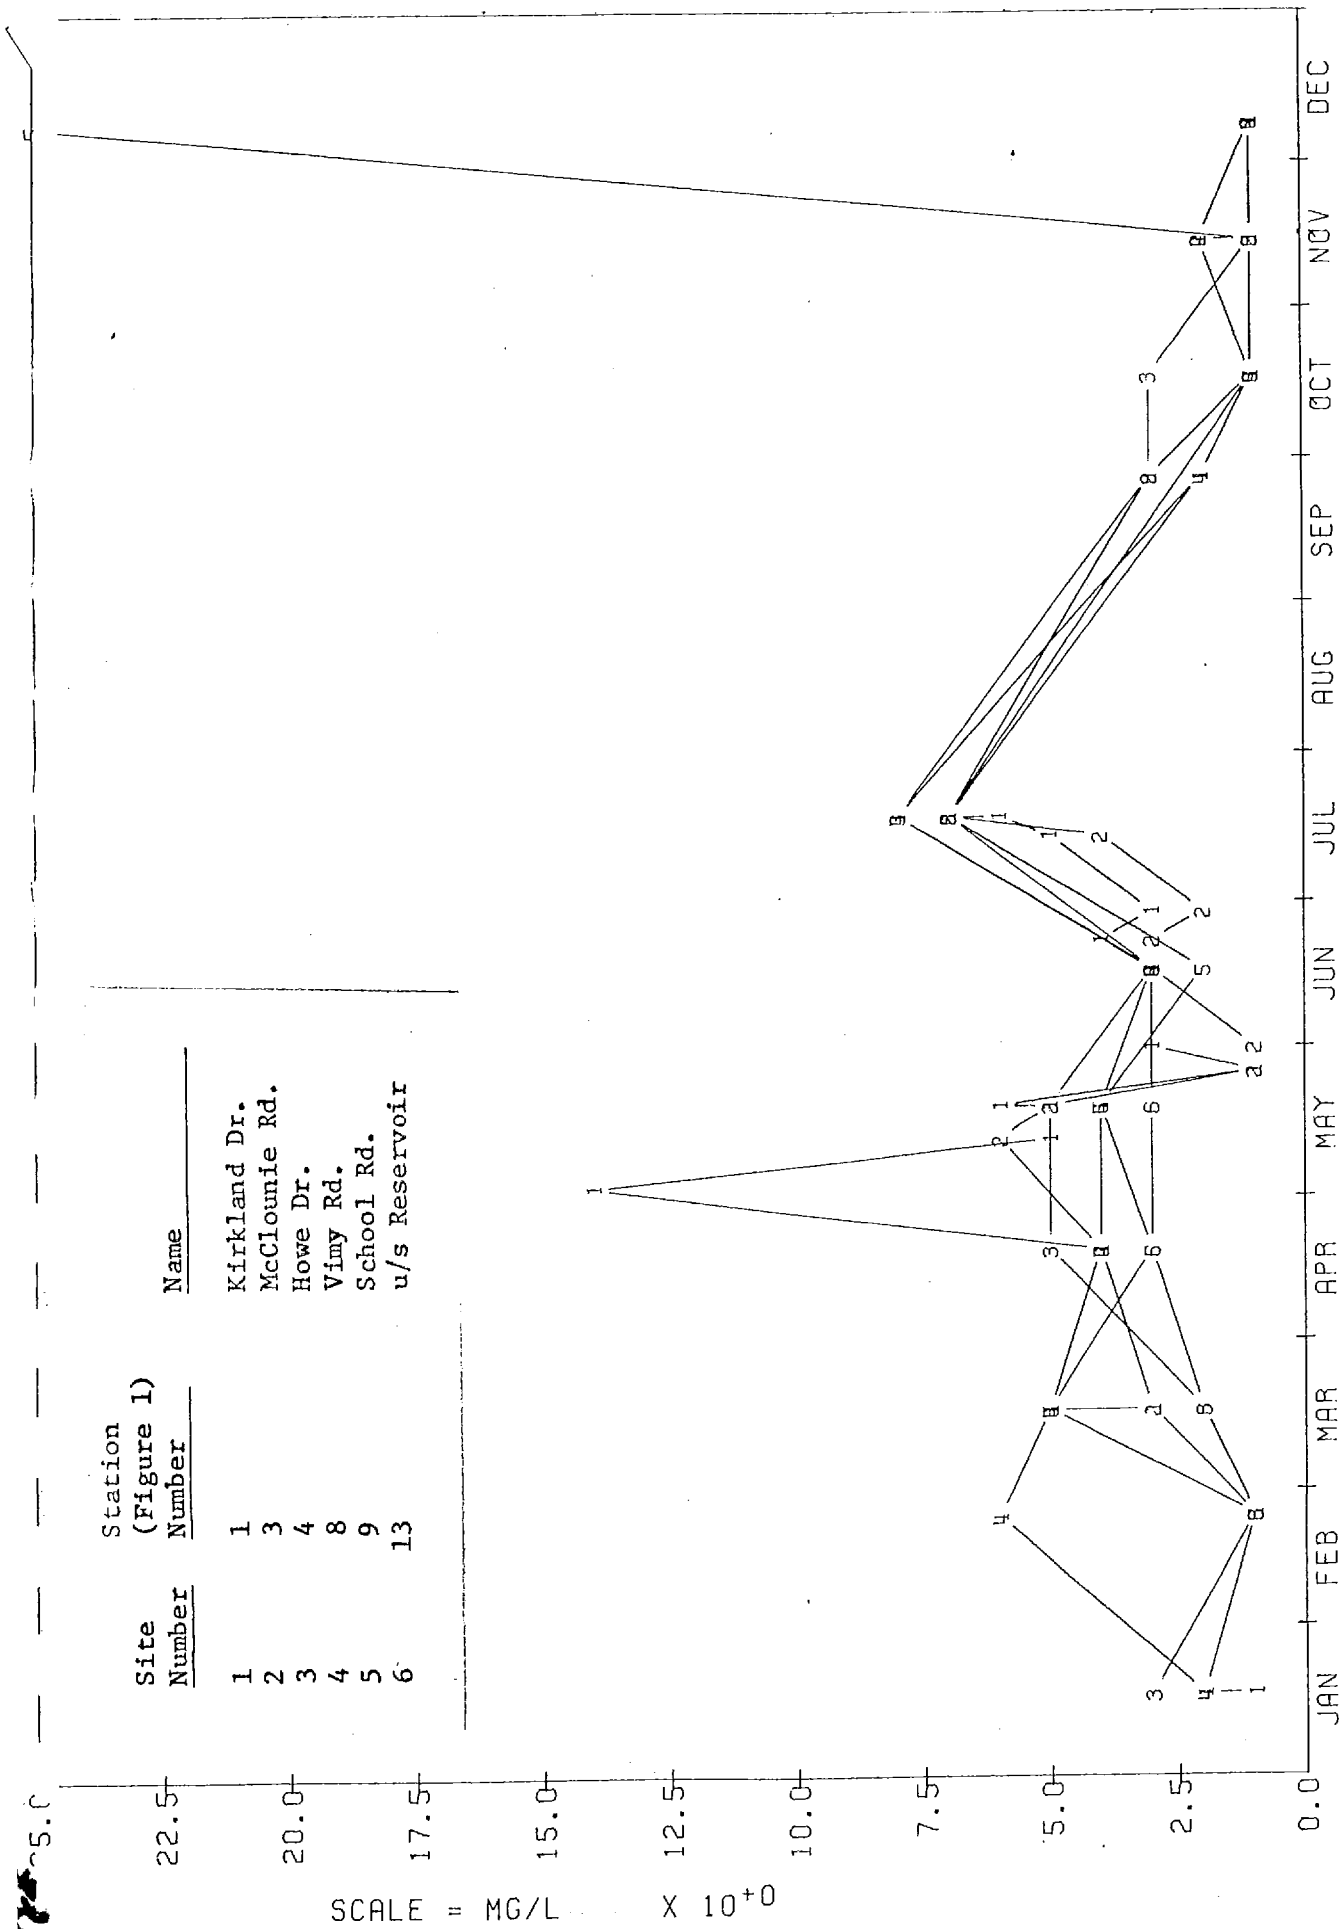 Station
Site (Figure 1)
Number Number Name
1 1 Kirkland Dr.
2 3 McClounie Rd.
3 4 Howe Dr.
4 8 Vimy Rd.
5 9 School Rd.
6 13 u/s Reservoir
22.5
20.0
17.5
15.0
12.5
10.0
7.5
5.0
2.5
0.0
SCALE = MG/L X 10+0
JAN FEB MAR APR MAY JUN JUL AUG SEP OCT NOV DEC